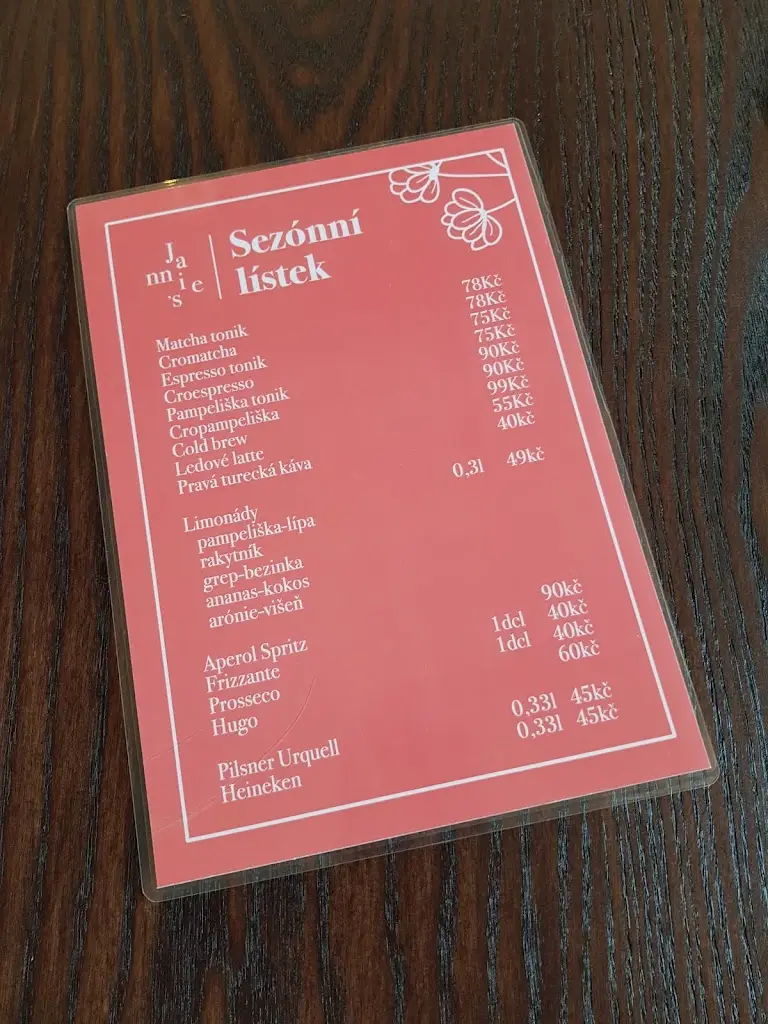 Jannie's
Sezónní
lístek
Matcha tonik 78Kč
Cromatcha 78Kč
Espresso tonik 75Kč
Croespresso 75Kč
Pampeliška tonik 90Kč
Cropampeliška 90Kč
Cold brew 99Kč
Ledové latte 55Kč
Pravá turecká káva 40kč
Limonády 0,3l 49kč
pampeliška-lípa
rakytník
grep-bezinka
ananas-kokos
arónie-višeň
Aperol Spritz 90kč
Frizzante 1dcl 40kč
Prosseco 1dcl 40kč
Hugo 60kč
Pilsner Urquell 0,33l 45kč
Heineken 0,33l 45kč